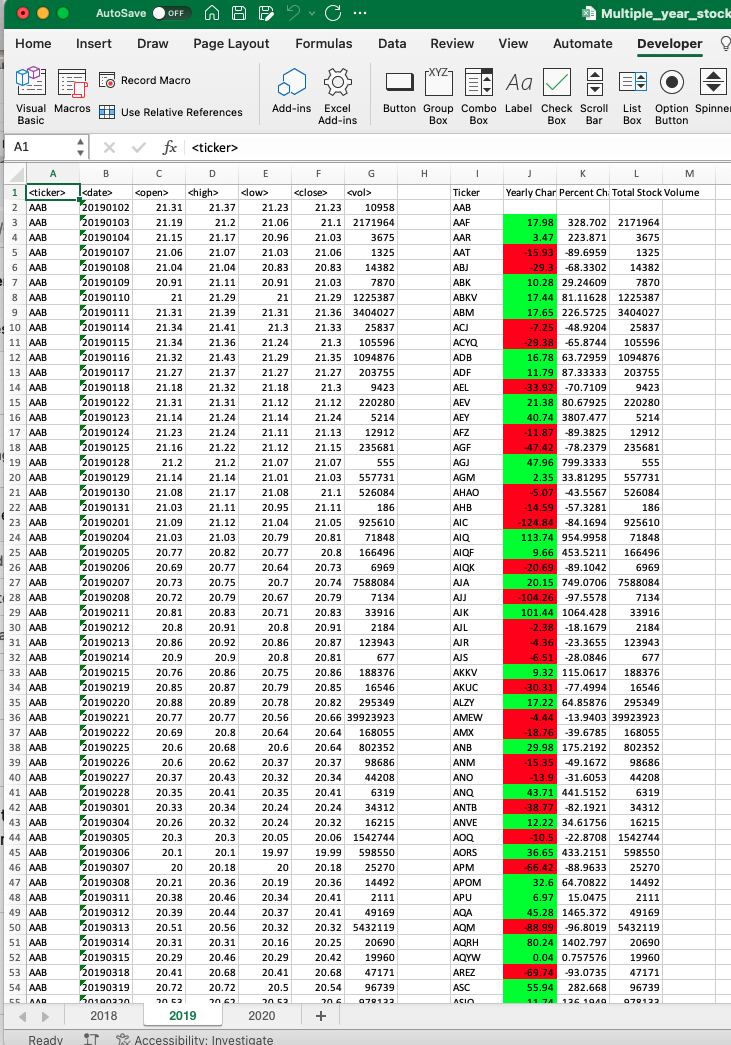 AutoSave OFF Multiple_year_stock
Home Insert Draw Page Layout Formulas Data Review View Automate Developer
Visual Basic Macros Record Macro Use Relative References Add-ins Excel Add-ins Button Group Box Combo Box Label Check Box Scroll Bar List Box Option Button Spinne
A1 fx <ticker>
A B C D E F G H I J K L M
1 <ticker> <date> <open> <high> <low> <close> <vol> Ticker Yearly Chan Percent Ch Total Stock Volume
2 AAB 20190102 21.31 21.37 21.23 21.23 10958 AAB
3 AAB 20190103 21.19 21.2 21.06 21.1 2171964 AAF 17.98 328.702 2171964
4 AAB 20190104 21.15 21.17 20.96 21.03 3675 AAR 3.47 223.871 3675
5 AAB 20190107 21.06 21.07 21.03 21.06 1325 AAT -15.93 -89.6959 1325
6 AAB 20190108 21.04 21.04 20.83 20.83 14382 ABJ -29.3 -68.3302 14382
7 AAB 20190109 20.91 21.11 20.91 21.03 7870 ABK 10.28 29.24609 7870
8 AAB 20190110 21 21.29 21 21.29 1225387 ABKV 17.44 81.11628 1225387
9 AAB 20190111 21.31 21.39 21.31 21.36 3404027 ABM 17.65 226.5725 3404027
10 AAB 20190114 21.34 21.41 21.3 21.33 25837 ACJ -7.25 -48.9204 25837
11 AAB 20190115 21.34 21.36 21.24 21.3 105596 ACYQ -29.38 -65.8744 105596
12 AAB 20190116 21.32 21.43 21.29 21.35 1094876 ADB 16.78 63.72959 1094876
13 AAB 20190117 21.27 21.37 21.27 21.27 203755 ADF 11.79 87.33333 203755
14 AAB 20190118 21.18 21.32 21.18 21.3 9423 AEL -33.92 -70.7109 9423
15 AAB 20190122 21.31 21.31 21.12 21.12 220280 AEV 21.38 80.67925 220280
16 AAB 20190123 21.14 21.24 21.14 21.24 5214 AEY 40.74 3807.477 5214
17 AAB 20190124 21.23 21.24 21.11 21.13 12912 AFZ -11.87 -89.3825 12912
18 AAB 20190125 21.16 21.22 21.12 21.15 235681 AGF -47.42 -78.2379 235681
19 AAB 20190128 21.2 21.2 21.07 21.07 555 AGJ 47.96 799.3333 555
20 AAB 20190129 21.14 21.14 21.01 21.03 557731 AGM 2.35 33.81295 557731
21 AAB 20190130 21.08 21.17 21.08 21.1 526084 AHAO -5.07 -43.5567 526084
22 AAB 20190131 21.03 21.11 20.95 21.11 186 AHB -14.59 -57.3281 186
23 AAB 20190201 21.09 21.12 21.04 21.05 925610 AIC -124.84 -84.1694 925610
24 AAB 20190204 21.03 21.03 20.79 20.81 71848 AIQ 113.74 954.9958 71848
25 AAB 20190205 20.77 20.82 20.77 20.8 166496 AIQF 9.66 453.5211 166496
26 AAB 20190206 20.69 20.77 20.64 20.73 6969 AIQK -20.69 -89.1042 6969
27 AAB 20190207 20.73 20.75 20.7 20.74 7588084 AJA 20.15 749.0706 7588084
28 AAB 20190208 20.72 20.79 20.67 20.79 7134 AJJ -104.26 -97.5578 7134
29 AAB 20190211 20.81 20.83 20.71 20.83 33916 AJK 101.44 1064.428 33916
30 AAB 20190212 20.8 20.91 20.8 20.91 2184 AJL -2.38 -18.1679 2184
31 AAB 20190213 20.86 20.92 20.86 20.87 123943 AJR -4.36 -23.3655 123943
32 AAB 20190214 20.9 20.9 20.8 20.81 677 AJS -6.51 -28.0846 677
33 AAB 20190215 20.76 20.86 20.75 20.86 188376 AKKV 9.32 115.0617 188376
34 AAB 20190219 20.85 20.87 20.79 20.85 16546 AKUC -30.31 -77.4994 16546
35 AAB 20190220 20.88 20.89 20.78 20.82 295349 ALZY 17.22 64.85876 295349
36 AAB 20190221 20.77 20.77 20.56 20.66 39923923 AMEW -4.44 -13.9403 39923923
37 AAB 20190222 20.69 20.8 20.64 20.64 168055 AMX -18.76 -39.6785 168055
38 AAB 20190225 20.6 20.68 20.6 20.64 802352 ANB 29.98 175.2192 802352
39 AAB 20190226 20.6 20.62 20.37 20.37 98686 ANM -15.35 -49.1672 98686
40 AAB 20190227 20.37 20.43 20.32 20.34 44208 ANO -13.9 -31.6053 44208
41 AAB 20190228 20.35 20.41 20.35 20.41 6319 ANQ 43.71 441.5152 6319
42 AAB 20190301 20.33 20.34 20.24 20.24 34312 ANTB -38.77 -82.1921 34312
43 AAB 20190304 20.26 20.32 20.24 20.32 16215 ANVE 12.22 34.61756 16215
44 AAB 20190305 20.3 20.3 20.05 20.06 1542744 AOQ -10.5 -22.8708 1542744
45 AAB 20190306 20.1 20.1 19.97 19.99 598550 AORS 36.65 433.2151 598550
46 AAB 20190307 20 20.18 20 20.18 25270 APM -66.42 -88.9633 25270
47 AAB 20190308 20.21 20.36 20.19 20.36 14492 APOM 32.6 64.70822 14492
48 AAB 20190311 20.38 20.46 20.34 20.41 2111 APU 6.97 15.0475 2111
49 AAB 20190312 20.39 20.44 20.37 20.41 49169 AQA 45.28 1465.372 49169
50 AAB 20190313 20.51 20.56 20.32 20.32 5432119 AQM -88.99 -96.8019 5432119
51 AAB 20190314 20.31 20.31 20.16 20.25 20690 AQRH 80.24 1402.797 20690
52 AAB 20190315 20.29 20.46 20.29 20.42 19960 AQYW 0.04 0.757576 19960
53 AAB 20190318 20.41 20.68 20.41 20.68 47171 AREZ -69.74 -93.0735 47171
54 AAB 20190319 20.72 20.72 20.5 20.54 96739 ASC 55.94 282.668 96739
55 AAB 20190320 20.53 20.62 20.53 20.6 978133 ASIO 11.74 136.1949 978133
2018 2019 2020 +
Ready Accessibility: Investigate